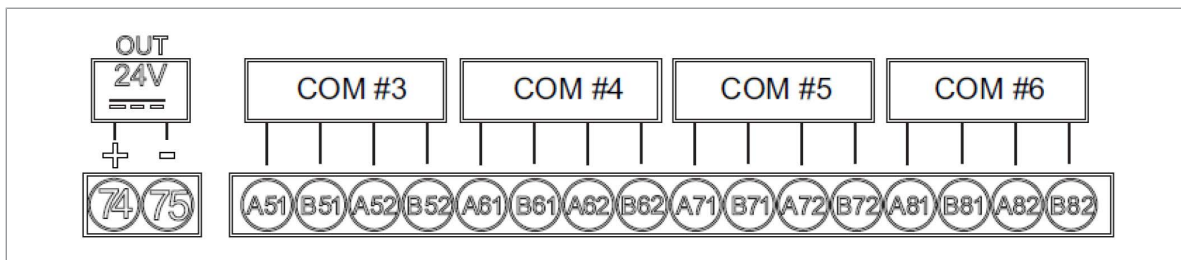 OUT
24V
COM #3 COM #4 COM #5 COM #6
+ -
74 75 A51 B51 A52 B52 A61 B61 A62 B62 A71 B71 A72 B72 A81 B81 A82 B82